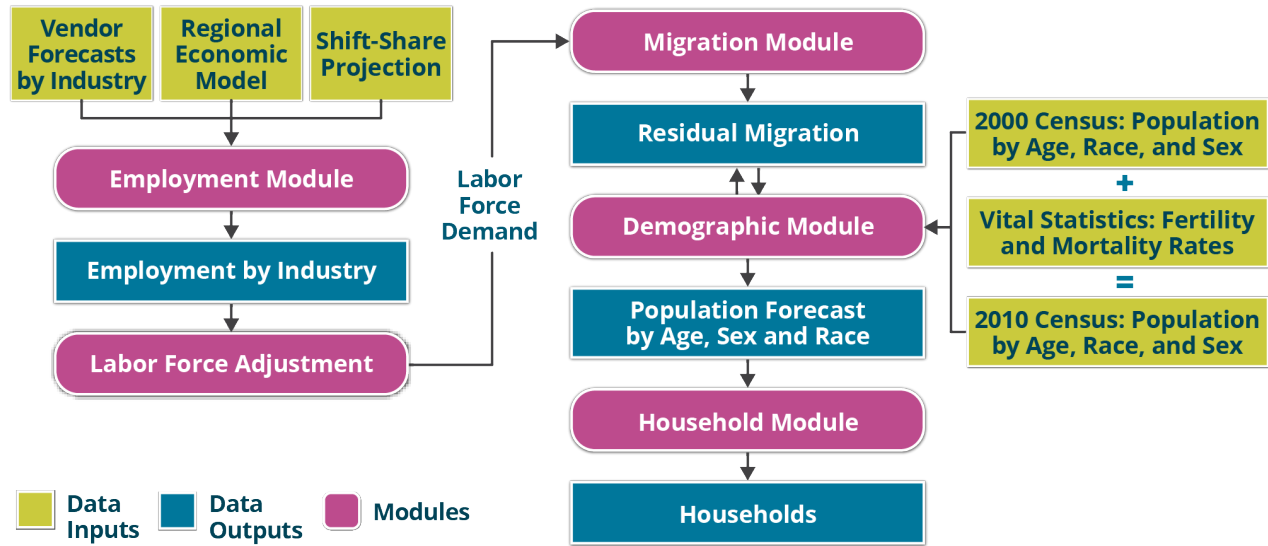 Vendor
Forecasts
by Industry
Regional
Economic
Model
Shift-Share
Projection
Employment Module
Employment by Industry
Labor Force Adjustment
Labor
Force
Demand
Migration Module
Residual Migration
Demographic Module
Population Forecast
by Age, Sex and Race
Household Module
Households
2000 Census: Population
by Age, Race, and Sex
+
Vital Statistics: Fertility
and Mortality Rates
=
2010 Census: Population
by Age, Race, and Sex
Data
Inputs
Data
Outputs
Modules